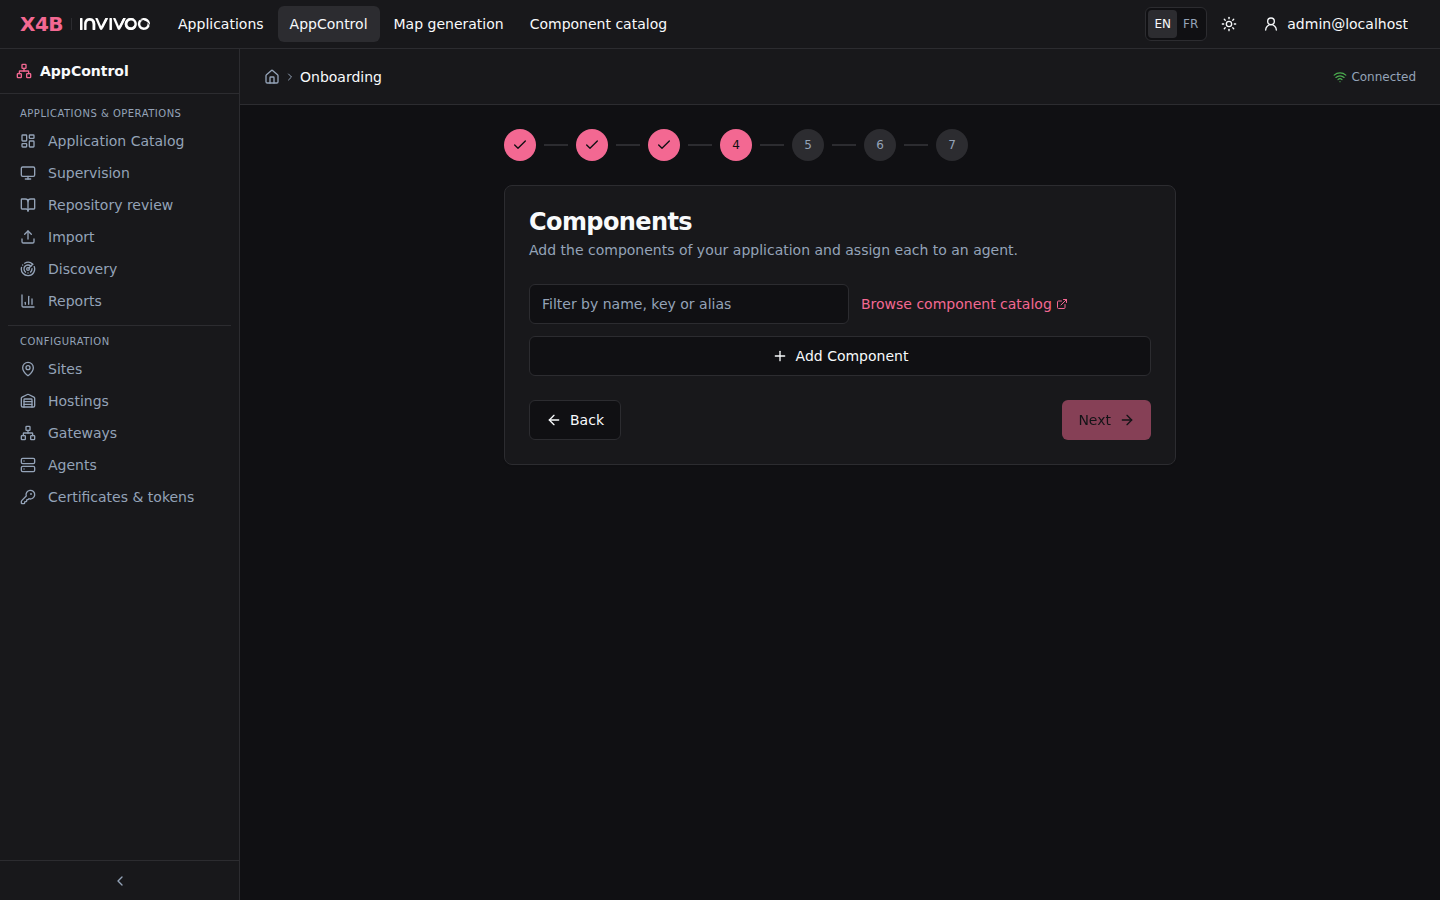 X4B INVIVOO Applications AppControl Map generation Component catalog EN FR admin@localhost
AppControl
Onboarding
Connected
APPLICATIONS & OPERATIONS
Application Catalog
Supervision
Repository review
Import
Discovery
Reports
CONFIGURATION
Sites
Hostings
Gateways
Agents
Certificates & tokens
4 5 6 7
Components
Add the components of your application and assign each to an agent.
Filter by name, key or alias
Browse component catalog
Add Component
Back
Next